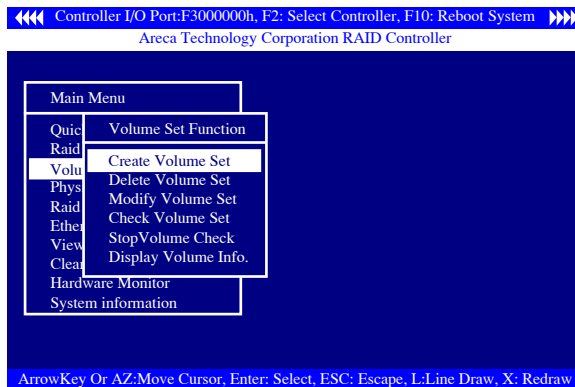 Controller I/O Port:F3000000h, F2: Select Controller, F10: Reboot System
Areca Technology Corporation RAID Controller
Main Menu
Quic
Raid
Volu
Phys
Raid
Ether
View
Clear
Hardware Monitor
System information
Volume Set Function
Create Volume Set
Delete Volume Set
Modify Volume Set
Check Volume Set
StopVolume Check
Display Volume Info.
ArrowKey Or AZ:Move Cursor, Enter: Select, ESC: Escape, L:Line Draw, X: Redraw